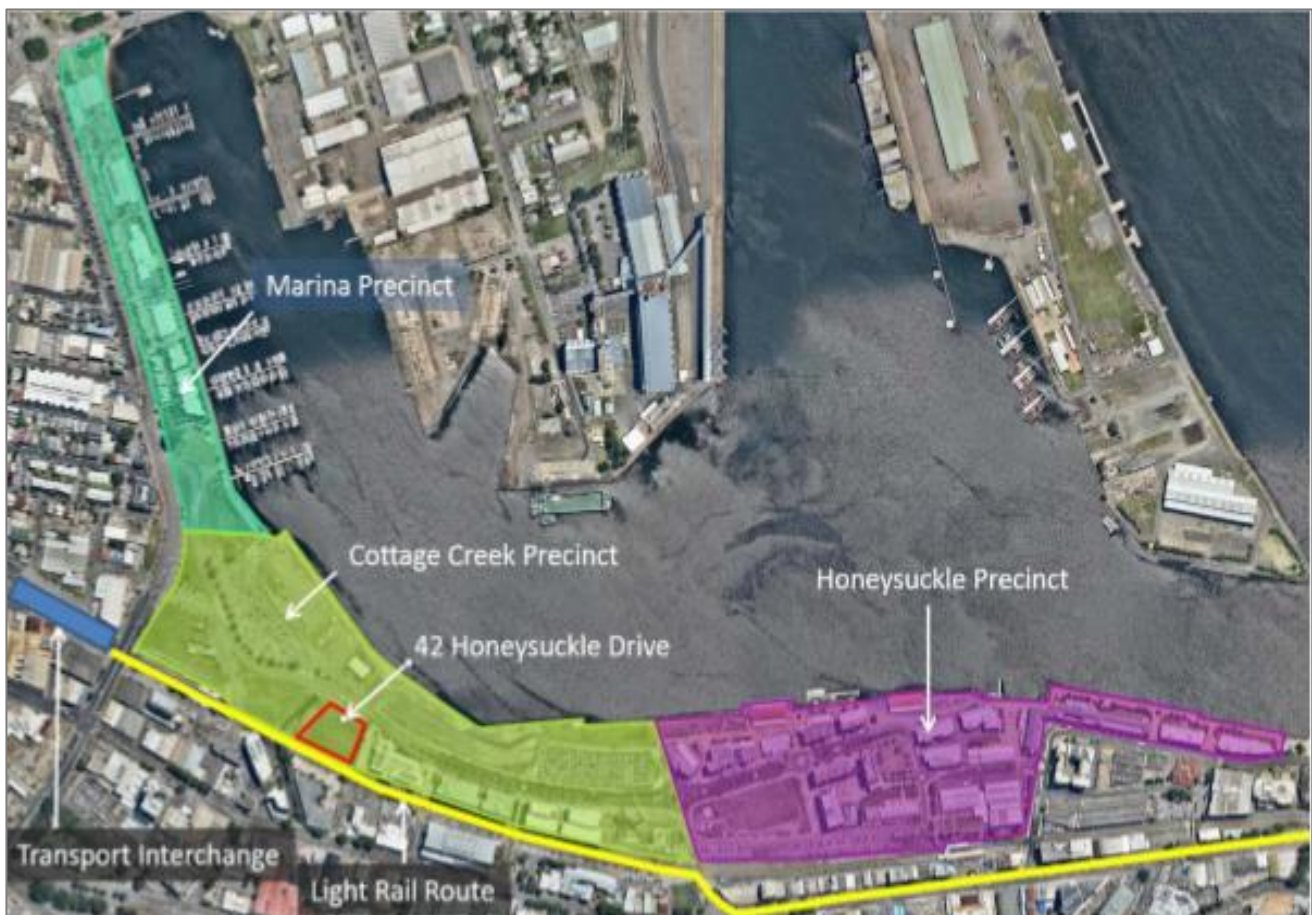 Marina Precinct
Cottage Creek Precinct
Honeysuckle Precinct
42 Honeysuckle Drive
Transport Interchange
Light Rail Route